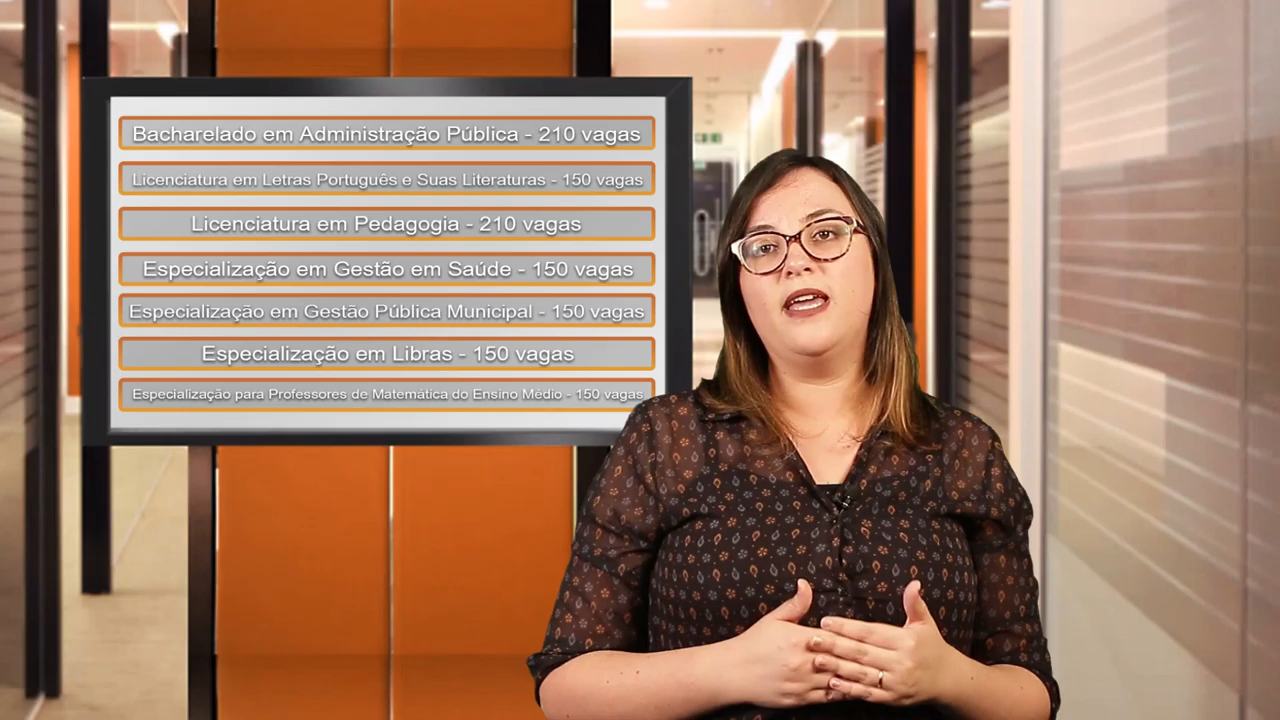 Bacharelado em Administração Pública - 210 vagas
Licenciatura em Letras Português e Suas Literaturas - 150 vagas
Licenciatura em Pedagogia - 210 vagas
Especialização em Gestão em Saúde - 150 vagas
Especialização em Gestão Pública Municipal - 150 vagas
Especialização em Libras - 150 vagas
Especialização para Professores de Matemática do Ensino Médio - 150 vagas